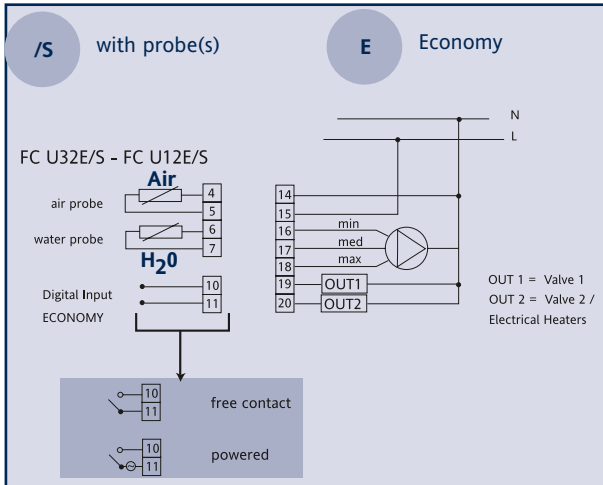 /S with probe(s)
E Economy
N
L
FC U32E/S - FC U12E/S
Air
air probe
4
5
water probe
6
7
H20
Digital Input
ECONOMY
10
11
14
15
16 min
17 med
18 max
19 OUT1
20 OUT2
OUT 1 = Valve 1
OUT 2 = Valve 2 /
Electrical Heaters
10
11
free contact
10
11
powered